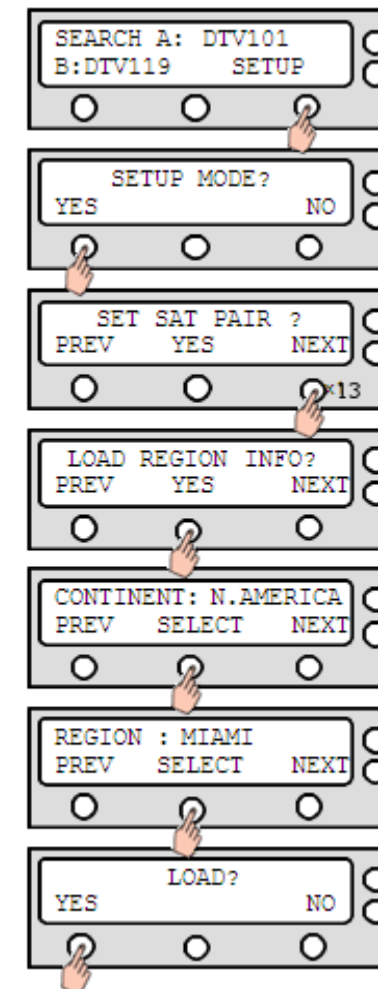 SEARCH A: DTV101
B:DTV119 SETUP
SETUP MODE?
YES NO
SET SAT PAIR ?
PREV YES NEXT
×13
LOAD REGION INFO?
PREV YES NEXT
CONTINENT: N.AMERICA
PREV SELECT NEXT
REGION : MIAMI
PREV SELECT NEXT
LOAD?
YES NO